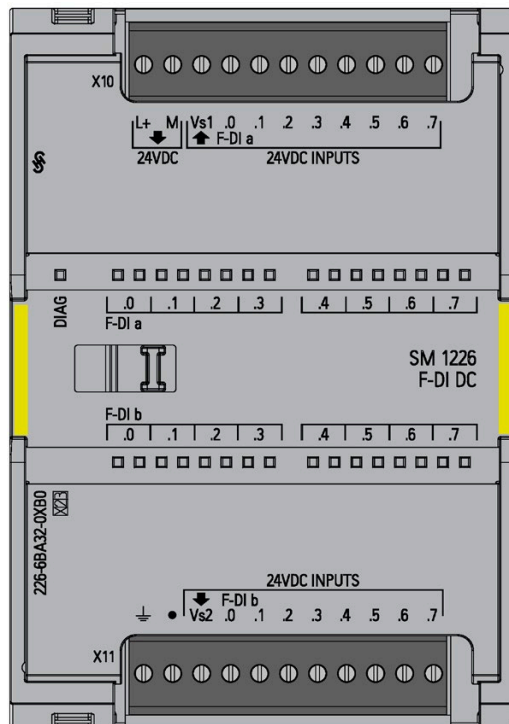 X10
L+ M Vs1 .0 .1 .2 .3 .4 .5 .6 .7
F-DI a
24VDC 24VDC INPUTS
DIAG
.0 .1 .2 .3 .4 .5 .6 .7
F-DI a
SM 1226
F-DI DC
F-DI b
.0 .1 .2 .3 .4 .5 .6 .7
226-6BA32-0XB0
24VDC INPUTS
F-DI b
Vs2 .0 .1 .2 .3 .4 .5 .6 .7
X11